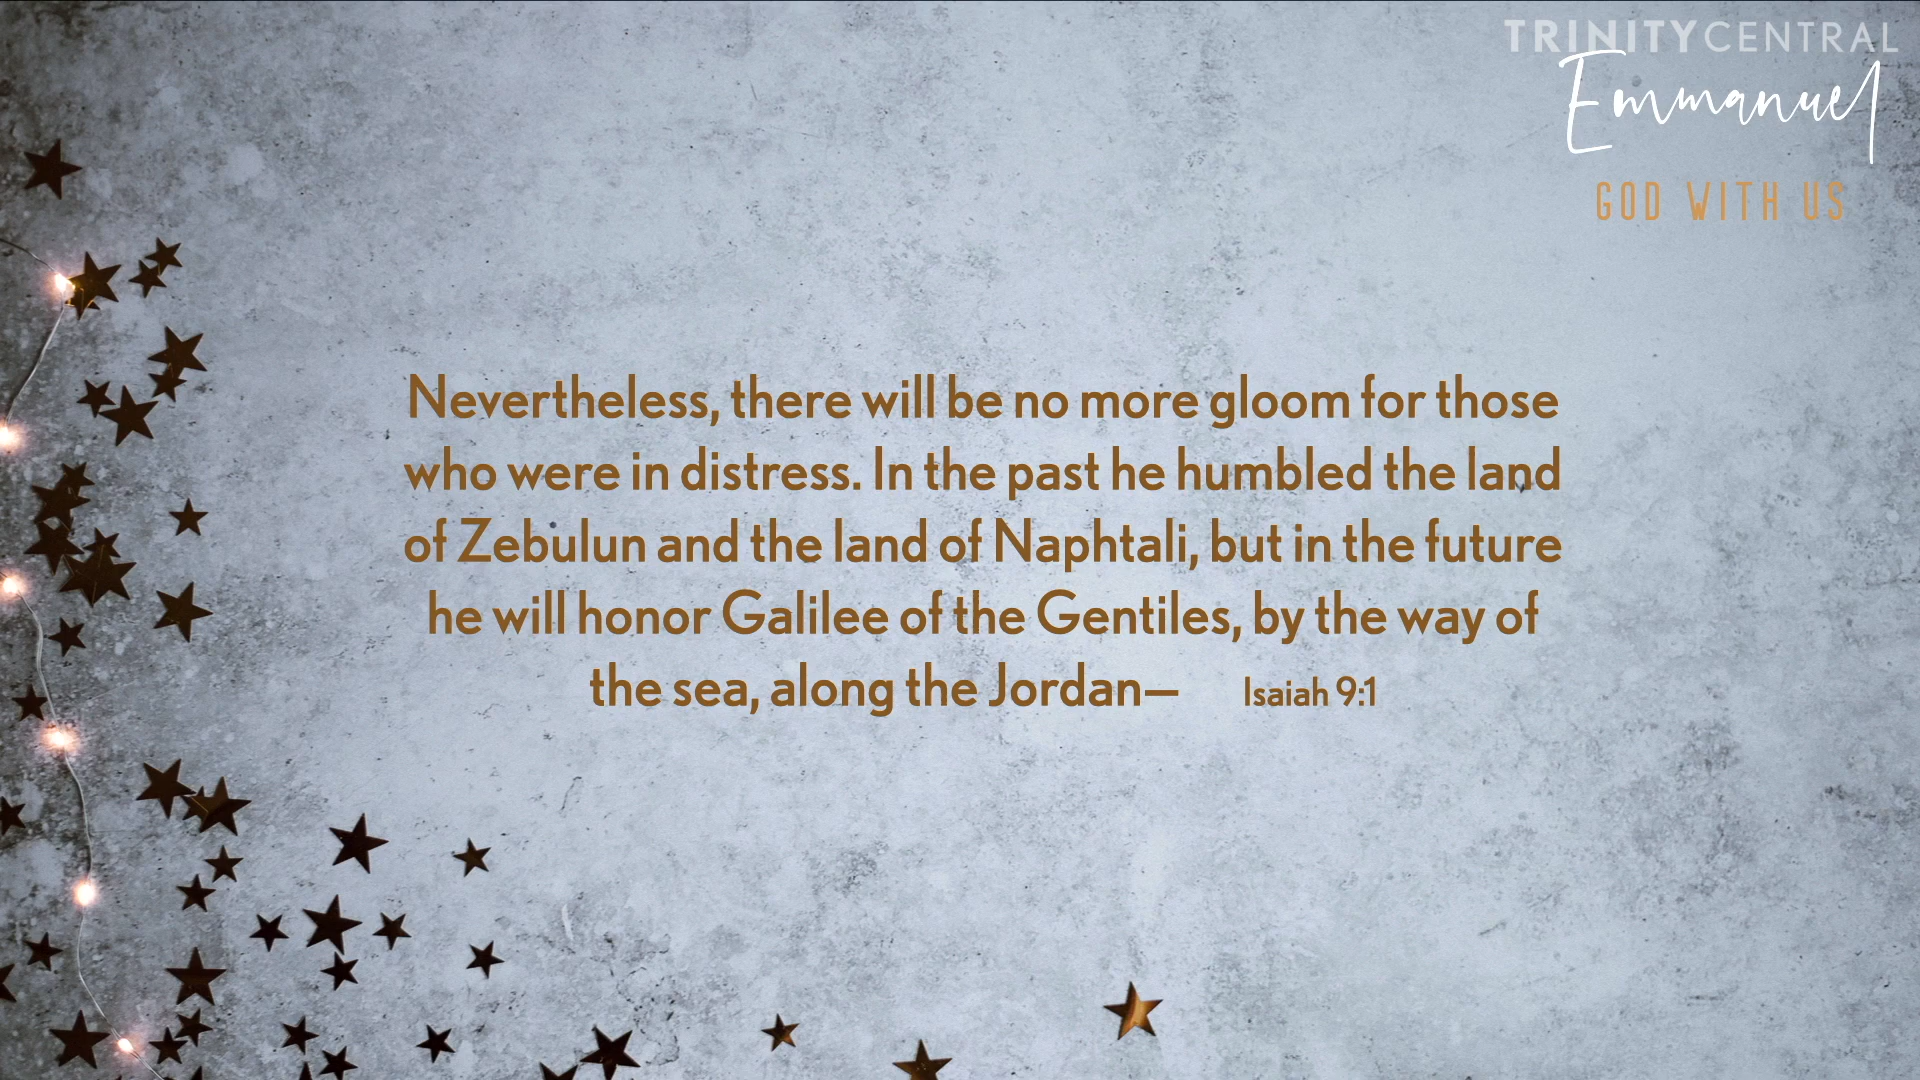 TRINITYCENTRAL
Emmanuel
GOD WITH US
Nevertheless, there will be no more gloom for those
who were in distress. In the past he humbled the land
of Zebulun and the land of Naphtali, but in the future
he will honor Galilee of the Gentiles, by the way of
the sea, along the Jordan— Isaiah 9:1